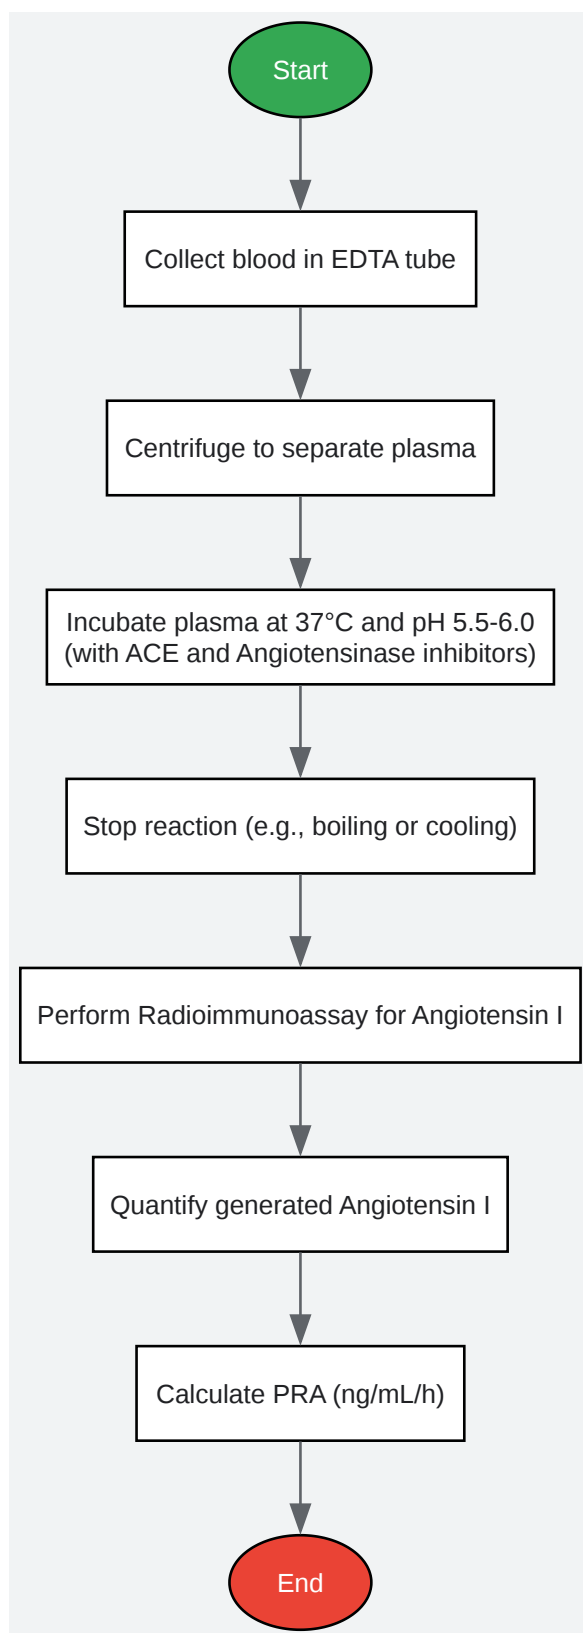 Start
Collect blood in EDTA tube
Centrifuge to separate plasma
Incubate plasma at 37°C and pH 5.5-6.0
(with ACE and Angiotensinase inhibitors)
Stop reaction (e.g., boiling or cooling)
Perform Radioimmunoassay for Angiotensin I
Quantify generated Angiotensin I
Calculate PRA (ng/mL/h)
End